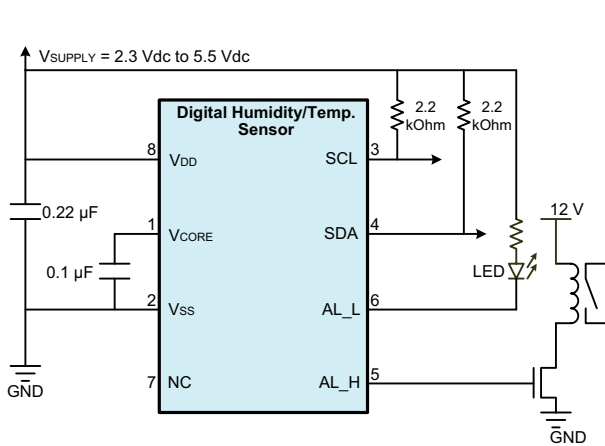 VSUPPLY = 2.3 Vdc to 5.5 Vdc
Digital Humidity/Temp.
Sensor
2.2
kOhm
2.2
kOhm
8
VDD
SCL
3
0.22 µF
1
VCORE
SDA
4
12 V
0.1 µF
LED
2
VSS
AL_L
6
7
NC
AL_H
5
GND
GND